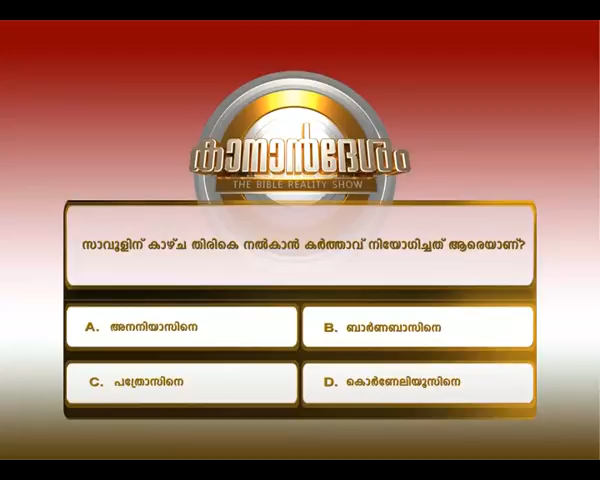 കാനാൻദേശം
THE BIBLE REALITY SHOW
സാവൂളിന് കാഴ്ച തിരികെ നൽകാൻ കർത്താവ് നിയോഗിച്ചത് ആരെയാണ്?
A. അനനിയാസിനെ
B. ബാർണബാസിനെ
C. പത്രോസിനെ
D. കൊർണേലിയൂസിനെ